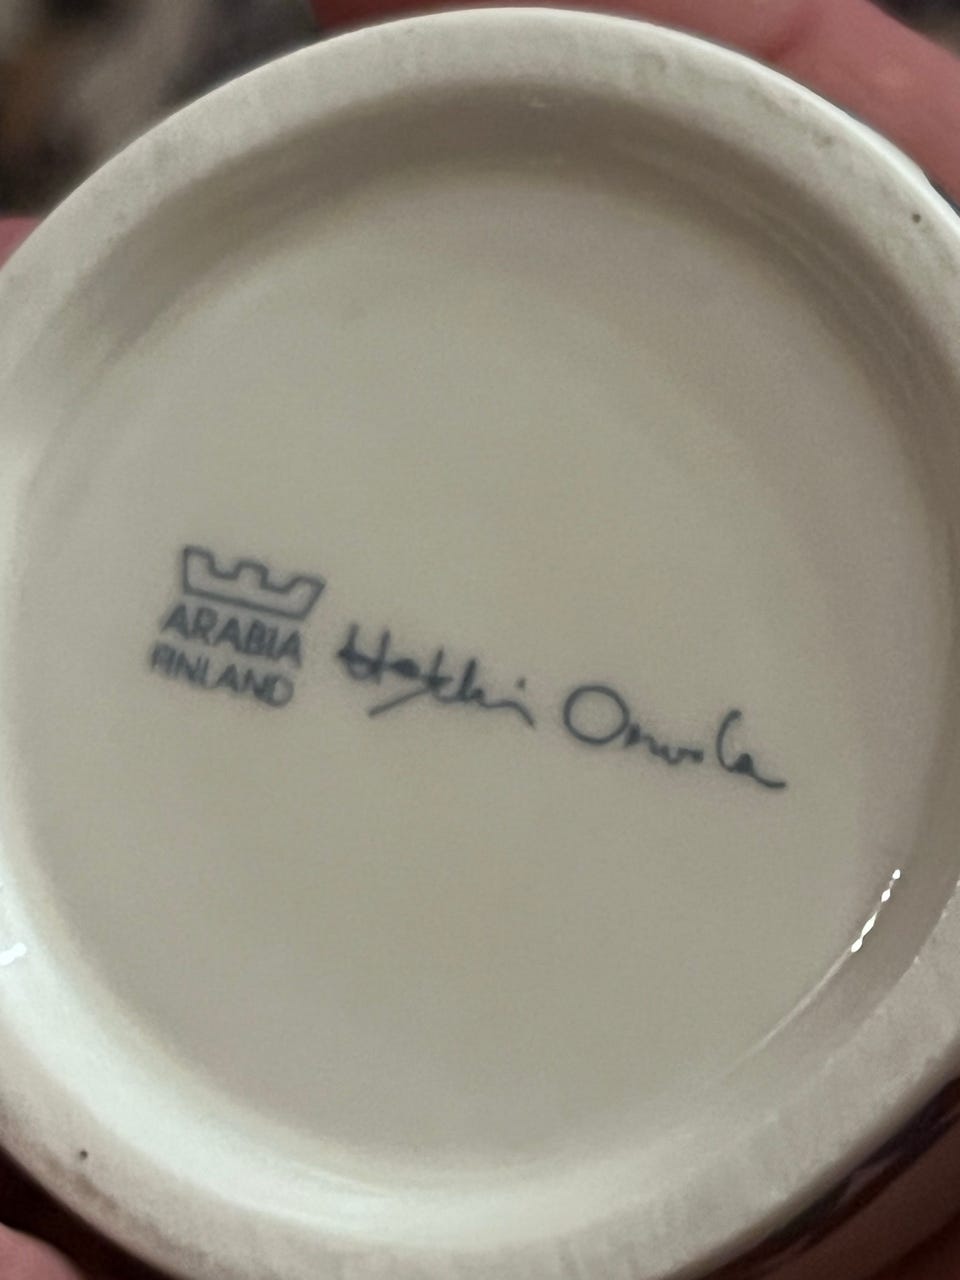 ARABIA
FINLAND
Heikki Orvola